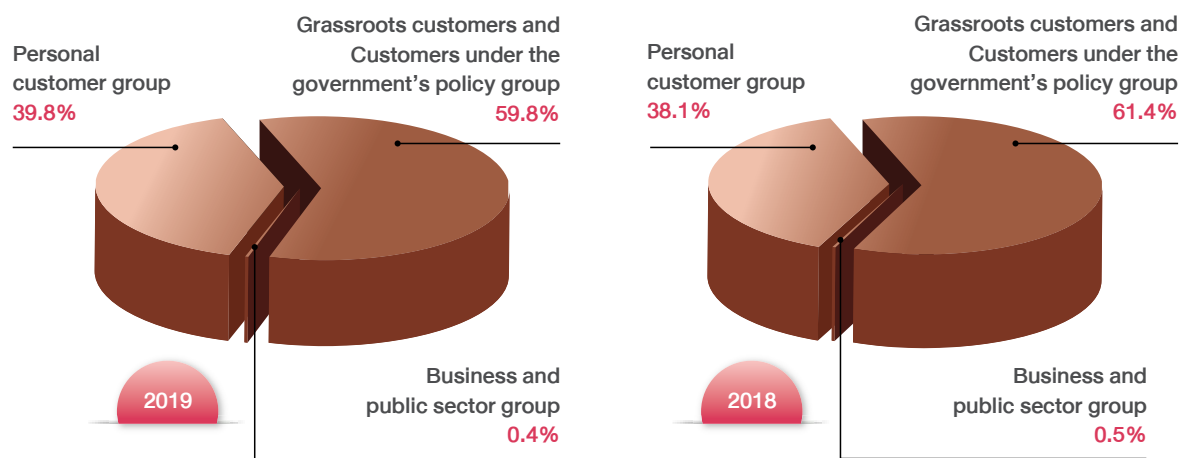 Personal
customer group
39.8%
Grassroots customers and
Customers under the
government's policy group
59.8%
2019
Business and
public sector group
0.4%
Personal
customer group
38.1%
Grassroots customers and
Customers under the
government's policy group
61.4%
2018
Business and
public sector group
0.5%